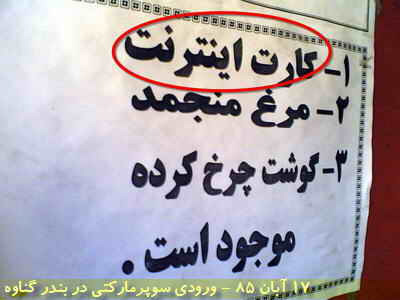 ۱- کارت اینترنت
۲- مرغ منجمد
۳- گوشت چرخ کرده
موجود است .
۱۷ آبان ۸۵ - ورودی سوپرمارکتی در بندر گناوه